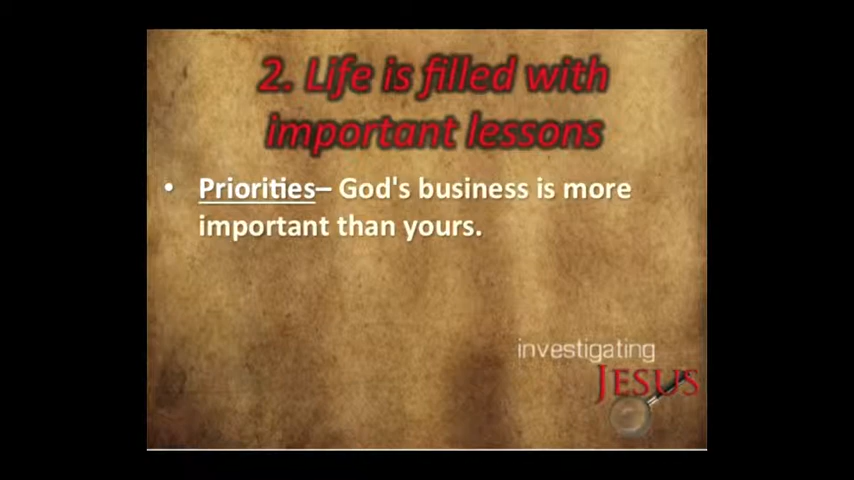 2. Life is filled with
important lessons
• Priorities– God's business is more
important than yours.
investigating
JESUS